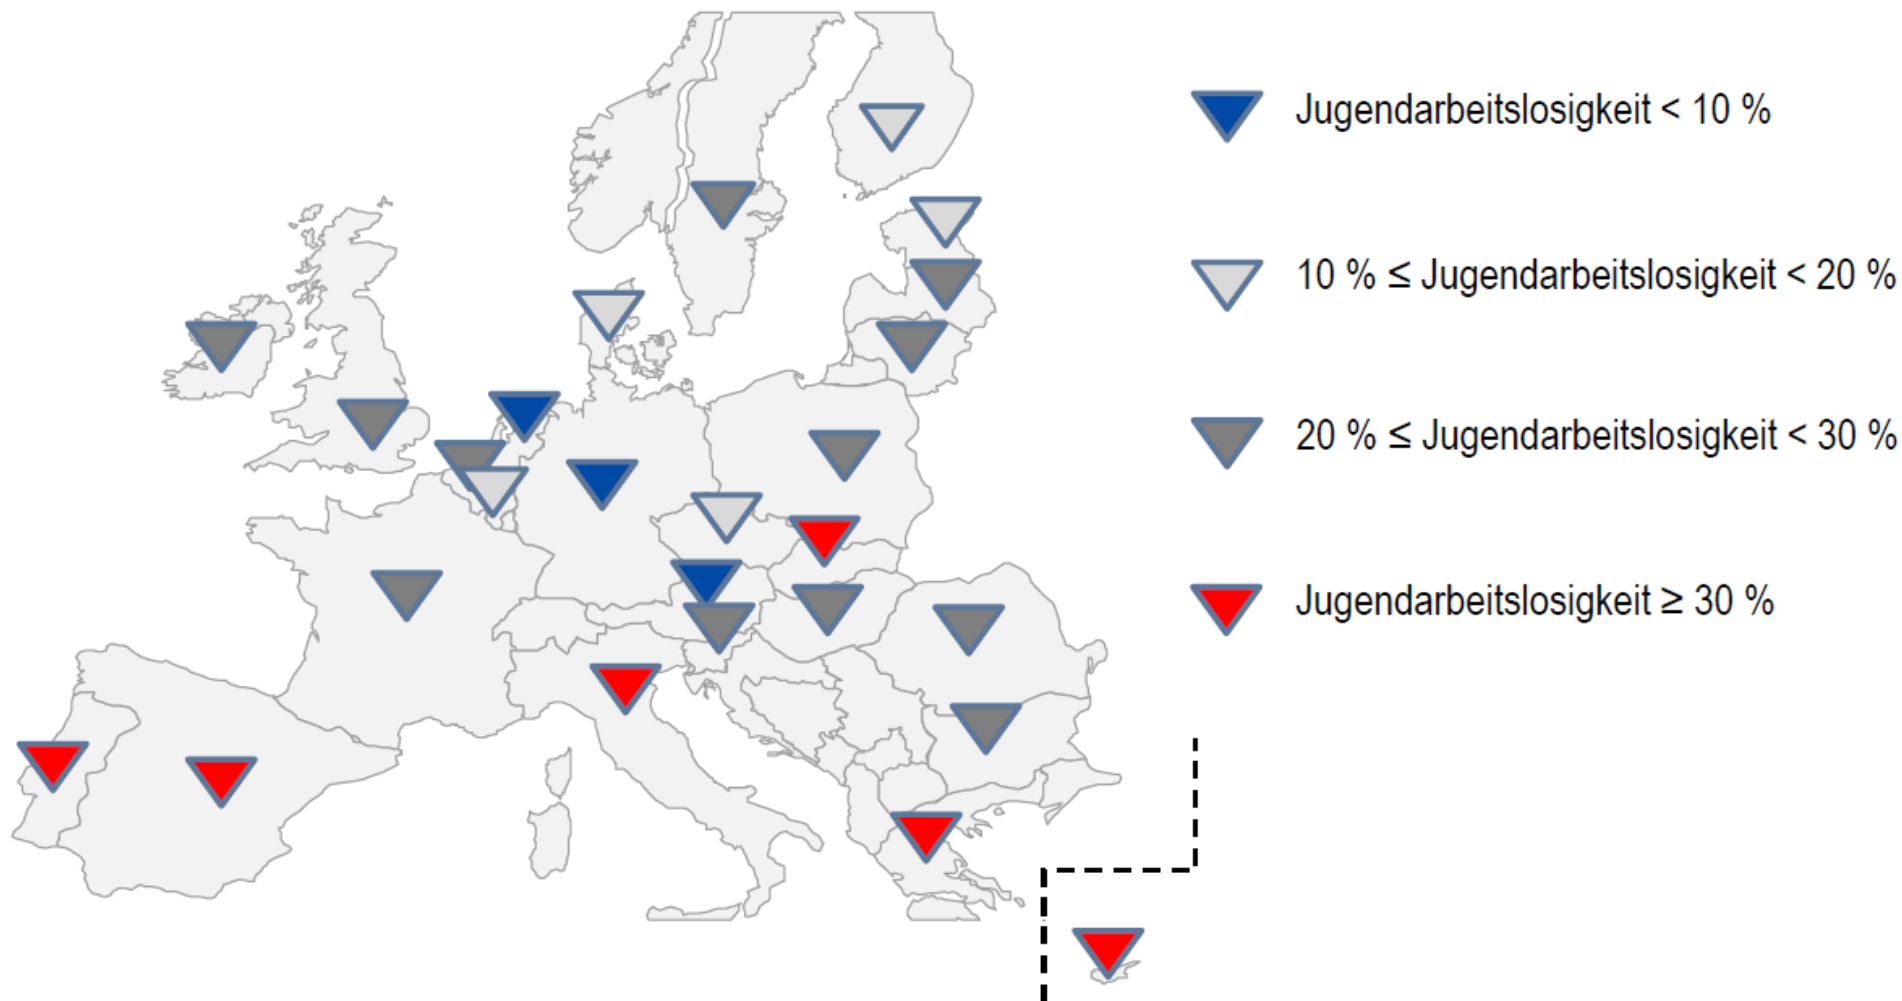 Jugendarbeitslosigkeit < 10 %
10 % ≤ Jugendarbeitslosigkeit < 20 %
20 % ≤ Jugendarbeitslosigkeit < 30 %
Jugendarbeitslosigkeit ≥ 30 %